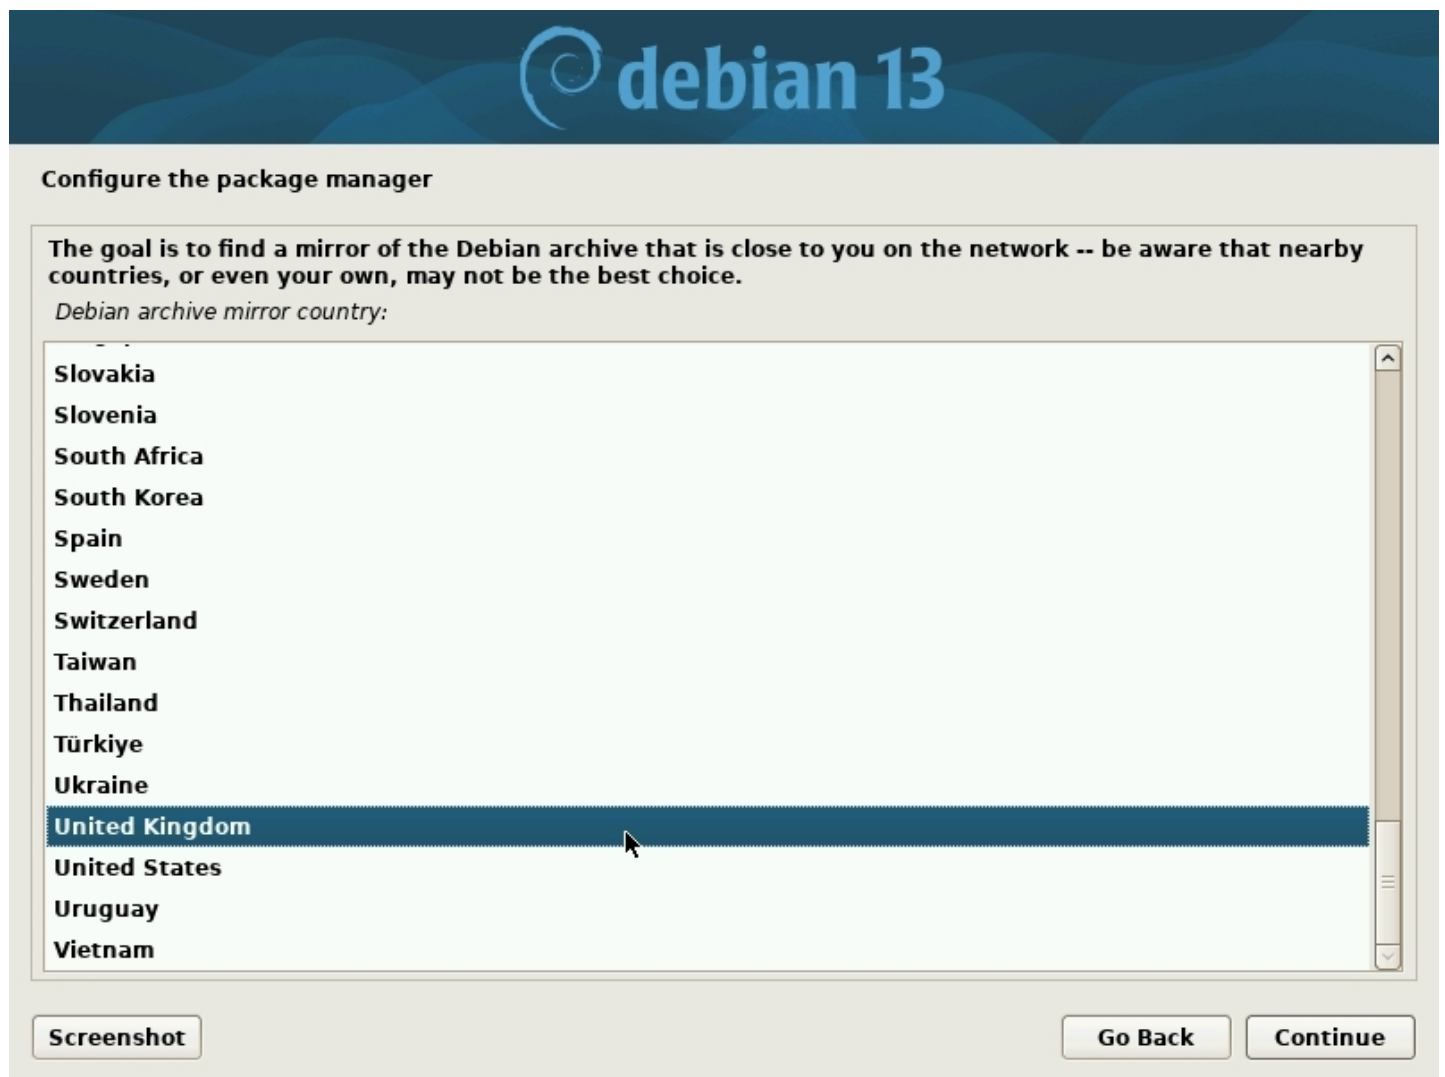 debian 13
Configure the package manager
The goal is to find a mirror of the Debian archive that is close to you on the network -- be aware that nearby
countries, or even your own, may not be the best choice.
Debian archive mirror country:
Slovakia
Slovenia
South Africa
South Korea
Spain
Sweden
Switzerland
Taiwan
Thailand
Türkiye
Ukraine
United Kingdom
United States
Uruguay
Vietnam
Screenshot
Go Back
Continue